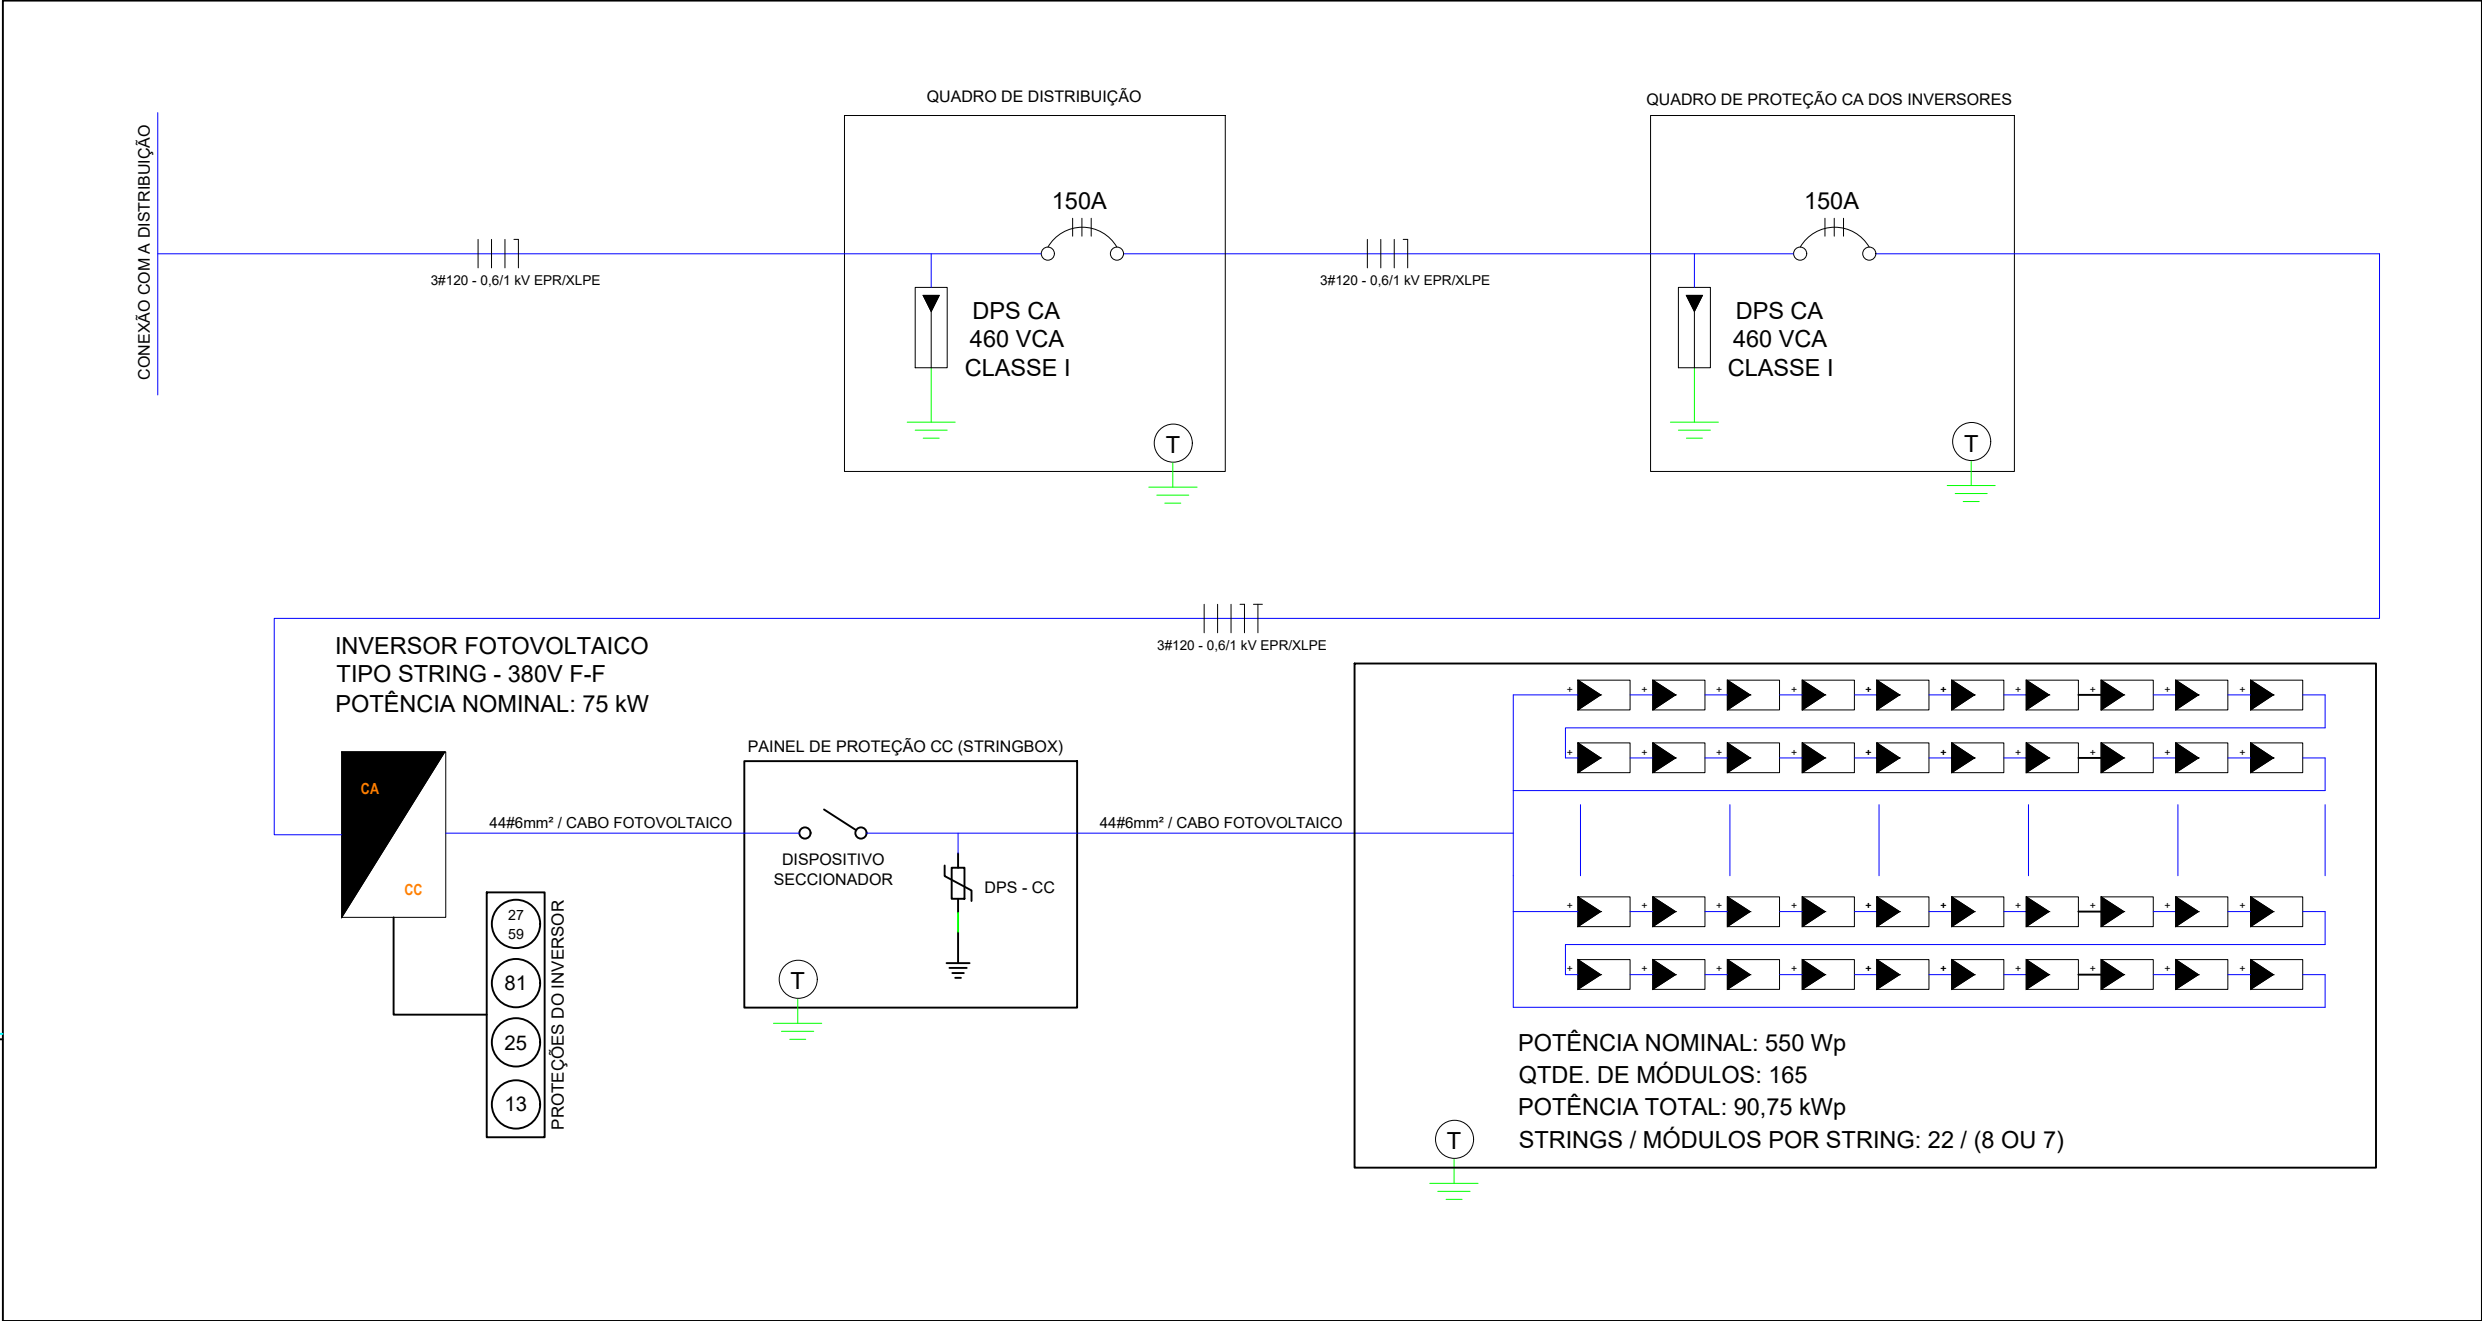 QUADRO DE DISTRIBUIÇÃO
QUADRO DE PROTEÇÃO CA DOS INVERSORES
CONEXÃO COM A DISTRIBUIÇÃO
150A
150A
3#120 - 0,6/1 kV EPR/XLPE
3#120 - 0,6/1 kV EPR/XLPE
DPS CA
460 VCA
CLASSE I
DPS CA
460 VCA
CLASSE I
T
T
3#120 - 0,6/1 kV EPR/XLPE
INVERSOR FOTOVOLTAICO
TIPO STRING - 380V F-F
POTÊNCIA NOMINAL: 75 kW
CA
CC
PAINEL DE PROTEÇÃO CC (STRINGBOX)
44#6mm² / CABO FOTOVOLTAICO
44#6mm² / CABO FOTOVOLTAICO
DISPOSITIVO
SECCIONADOR
DPS - CC
T
27
59
81
25
13
PROTEÇÕES DO INVERSOR
+ + + + + + + + + +
+ + + + + + + + + +
+ + + + + + + + + +
+ + + + + + + + + +
POTÊNCIA NOMINAL: 550 Wp
QTDE. DE MÓDULOS: 165
POTÊNCIA TOTAL: 90,75 kWp
STRINGS / MÓDULOS POR STRING: 22 / (8 OU 7)
T